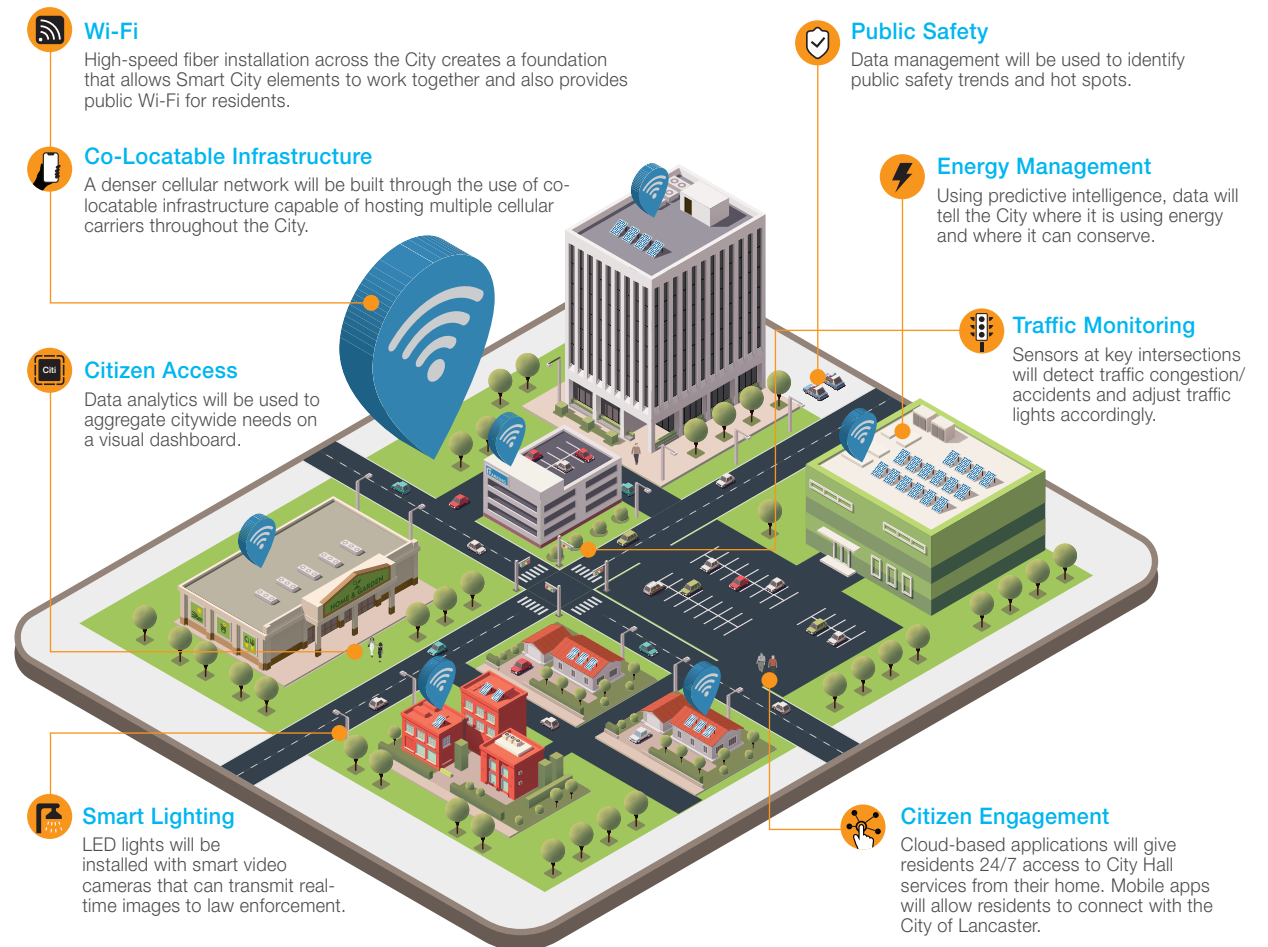 Wi-Fi
High-speed fiber installation across the City creates a foundation
that allows Smart City elements to work together and also provides
public Wi-Fi for residents.
Co-Locatable Infrastructure
A denser cellular network will be built through the use of co-
locatable infrastructure capable of hosting multiple cellular
carriers throughout the City.
Citi
Citizen Access
Data analytics will be used to
aggregate citywide needs on
a visual dashboard.
Public Safety
Data management will be used to identify
public safety trends and hot spots.
Energy Management
Using predictive intelligence, data will
tell the City where it is using energy
and where it can conserve.
Traffic Monitoring
Sensors at key intersections
will detect traffic congestion/
accidents and adjust traffic
lights accordingly.
HOME & GARDEN
Smart Lighting
LED lights will be
installed with smart video
cameras that can transmit real-
time images to law enforcement.
Citizen Engagement
Cloud-based applications will give
residents 24/7 access to City Hall
services from their home. Mobile apps
will allow residents to connect with the
City of Lancaster.